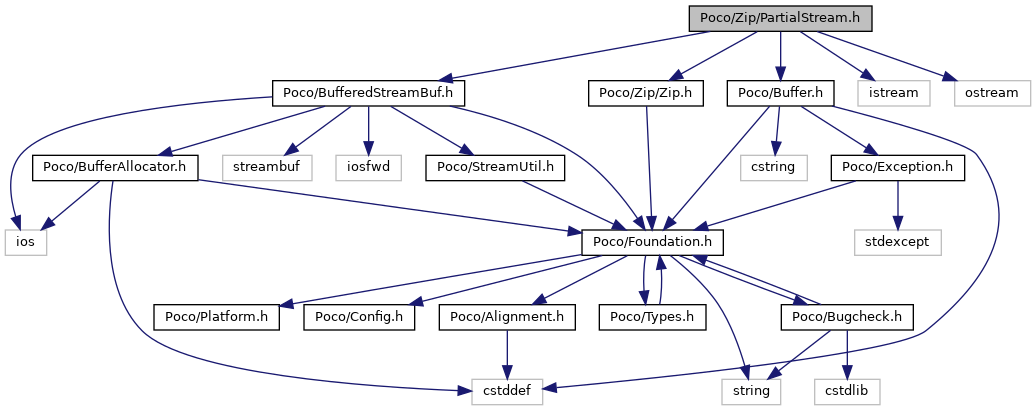 Poco/Zip/PartialStream.h
Poco/BufferedStreamBuf.h
Poco/Zip/Zip.h
Poco/Buffer.h
istream
ostream
Poco/BufferAllocator.h
streambuf
iosfwd
Poco/StreamUtil.h
cstring
Poco/Exception.h
ios
Poco/Foundation.h
stdexcept
Poco/Platform.h
Poco/Config.h
Poco/Alignment.h
Poco/Types.h
Poco/Bugcheck.h
cstddef
string
cstdlib